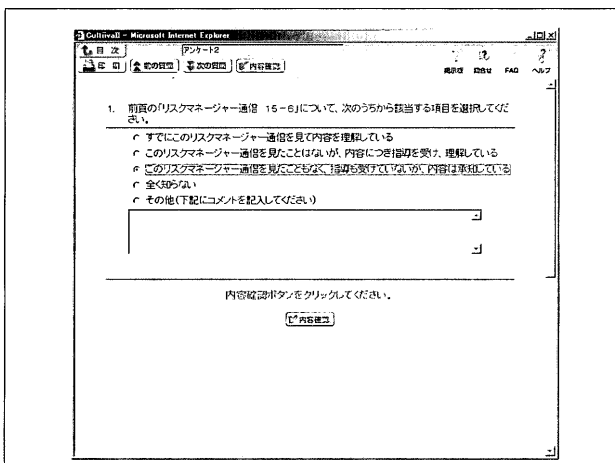 CultiivaII - Microsoft Internet Explorer
目 次
アンケート2
印 刷
前の質問
次の質問
内容確認
掲示板
問合せ
FAQ
ヘルプ
1. 前頁の「リスクマネージャー通信 15-6」について、次のうちから該当する項目を選択してくだ
さい。
すでにこのリスクマネージャー通信を見て内容を理解している
このリスクマネージャー通信を見たことはないが、内容につき指導を受け、理解している
このリスクマネージャー通信を見たこともなく、指導も受けていないが、内容は承知している
全く知らない
その他(下記にコメントを記入してください)
内容確認ボタンをクリックしてください。
内容確認